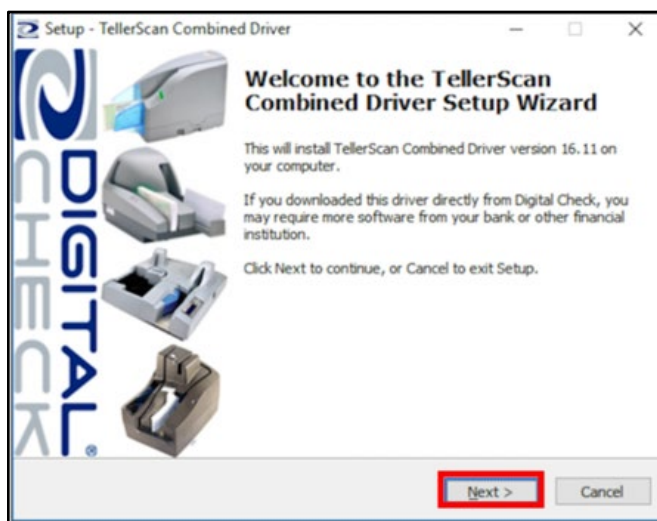 Setup - TellerScan Combined Driver
DIGITAL
CHECK®
Welcome to the TellerScan
Combined Driver Setup Wizard
This will install TellerScan Combined Driver version 16.11 on
your computer.
If you downloaded this driver directly from Digital Check, you
may require more software from your bank or other financial
institution.
Click Next to continue, or Cancel to exit Setup.
Next >
Cancel